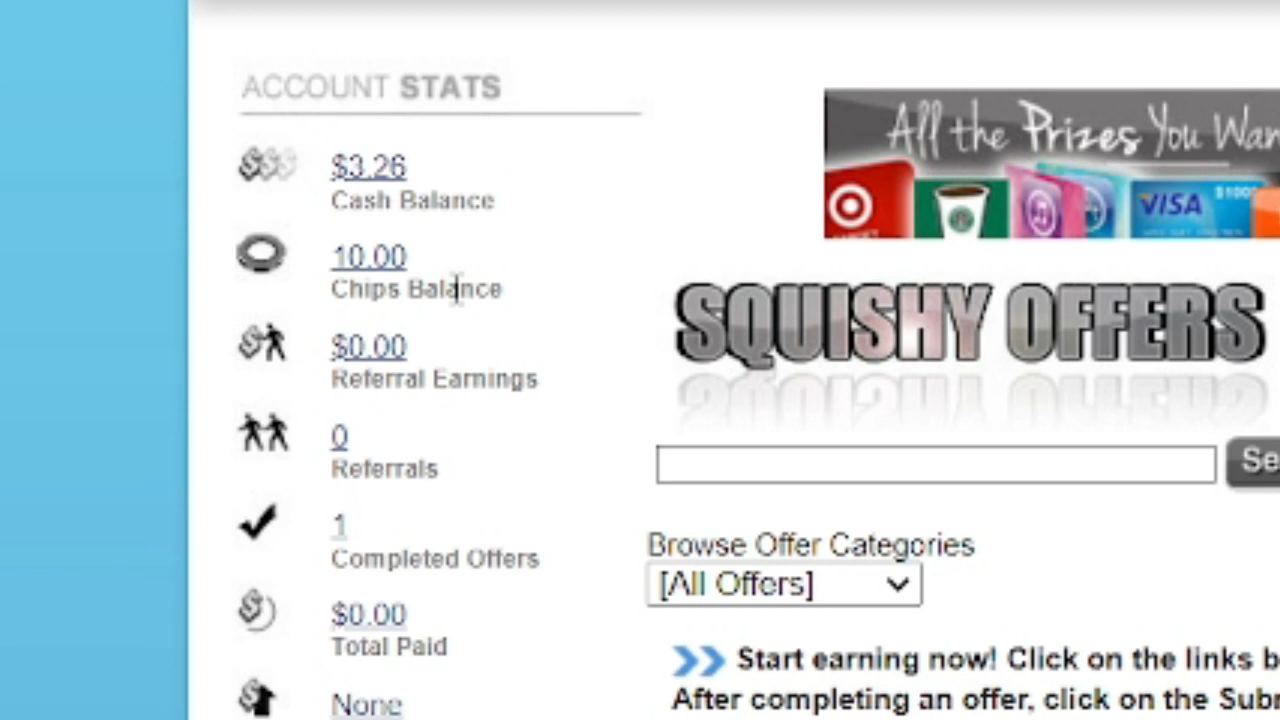 ACCOUNT STATS
$3.26
Cash Balance
10.00
Chips Balance
$0.00
Referral Earnings
0
Referrals
1
Completed Offers
$0.00
Total Paid
None
All the Prizes You Wan
VISA
$100
SQUISHY OFFERS
Se
Browse Offer Categories
[All Offers]
Start earning now! Click on the links b
After completing an offer, click on the Subm